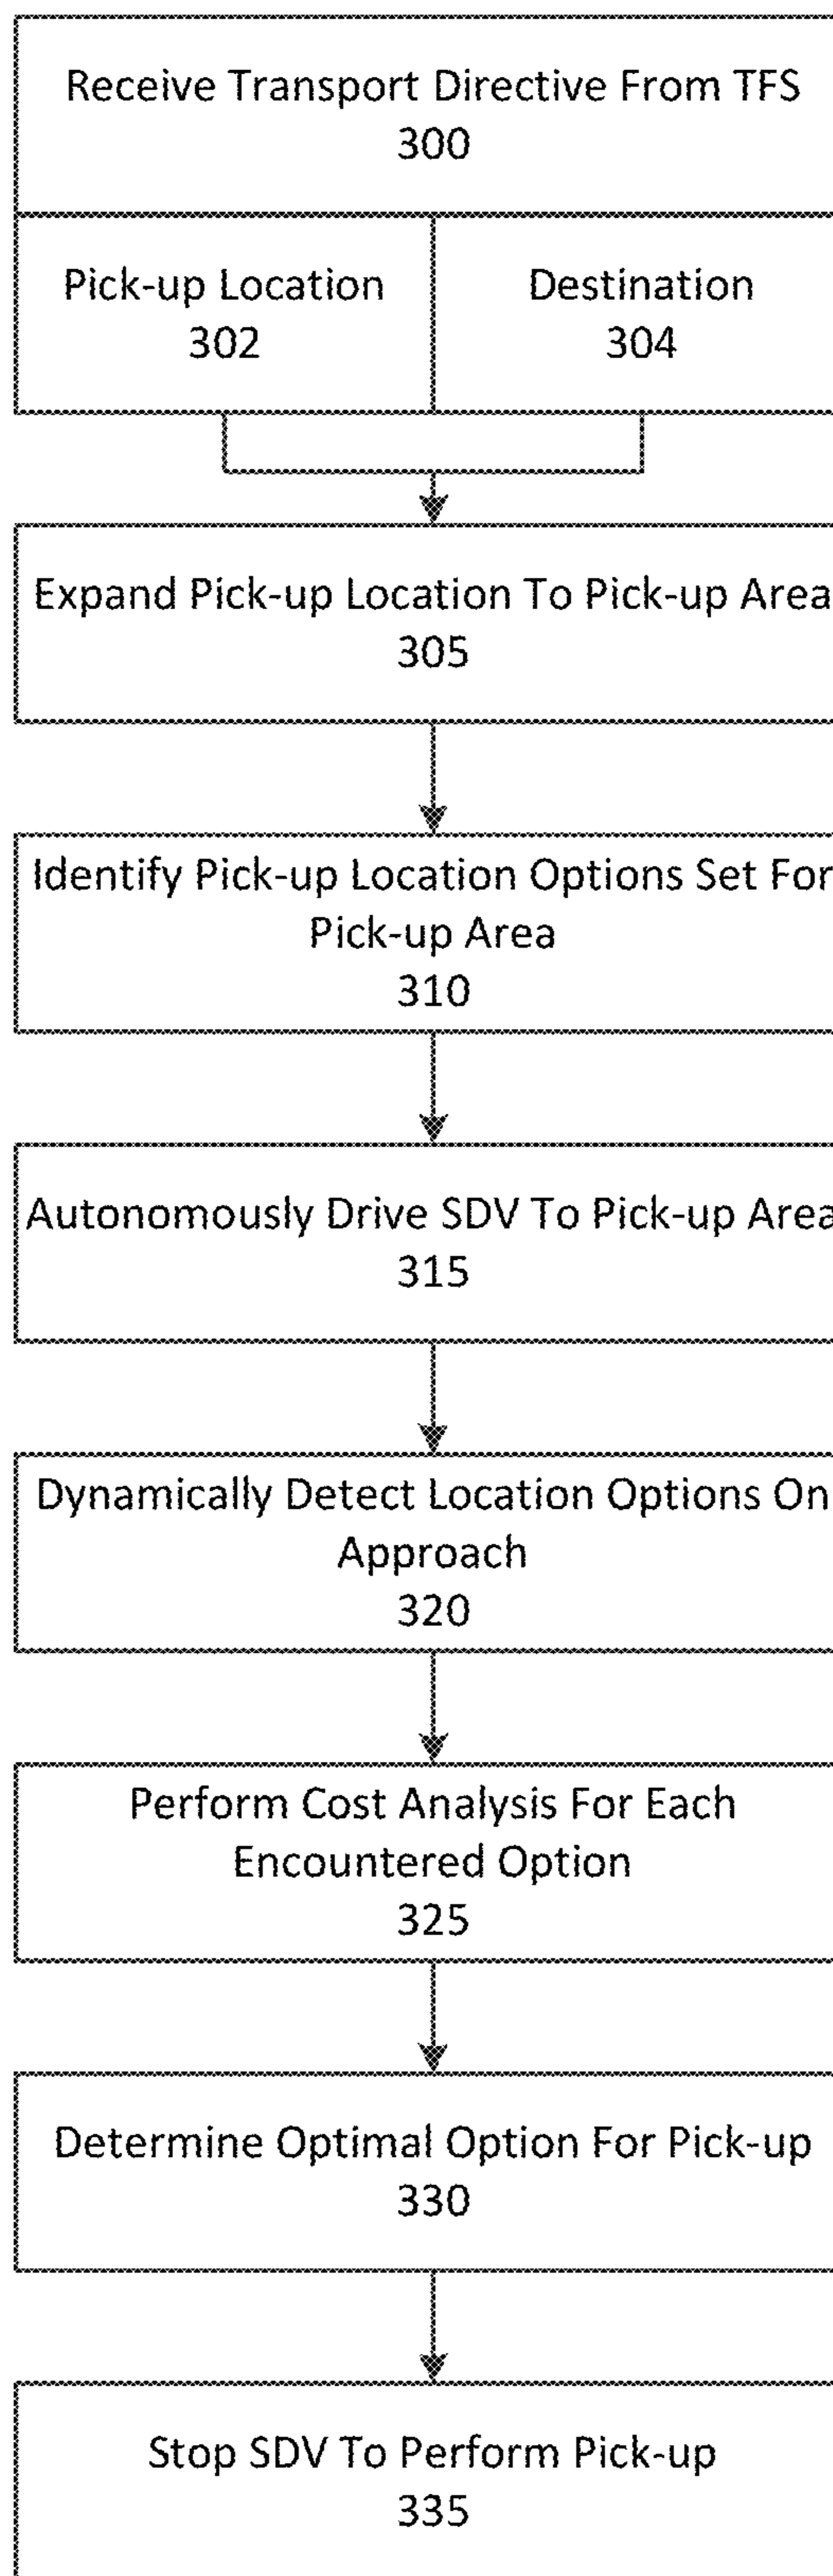 Receive Transport Directive From TFS
300
Pick-up Location
302
Destination
304
Expand Pick-up Location To Pick-up Area
305
Identify Pick-up Location Options Set For
Pick-up Area
310
Autonomously Drive SDV To Pick-up Area
315
Dynamically Detect Location Options On
Approach
320
Perform Cost Analysis For Each
Encountered Option
325
Determine Optimal Option For Pick-up
330
Stop SDV To Perform Pick-up
335